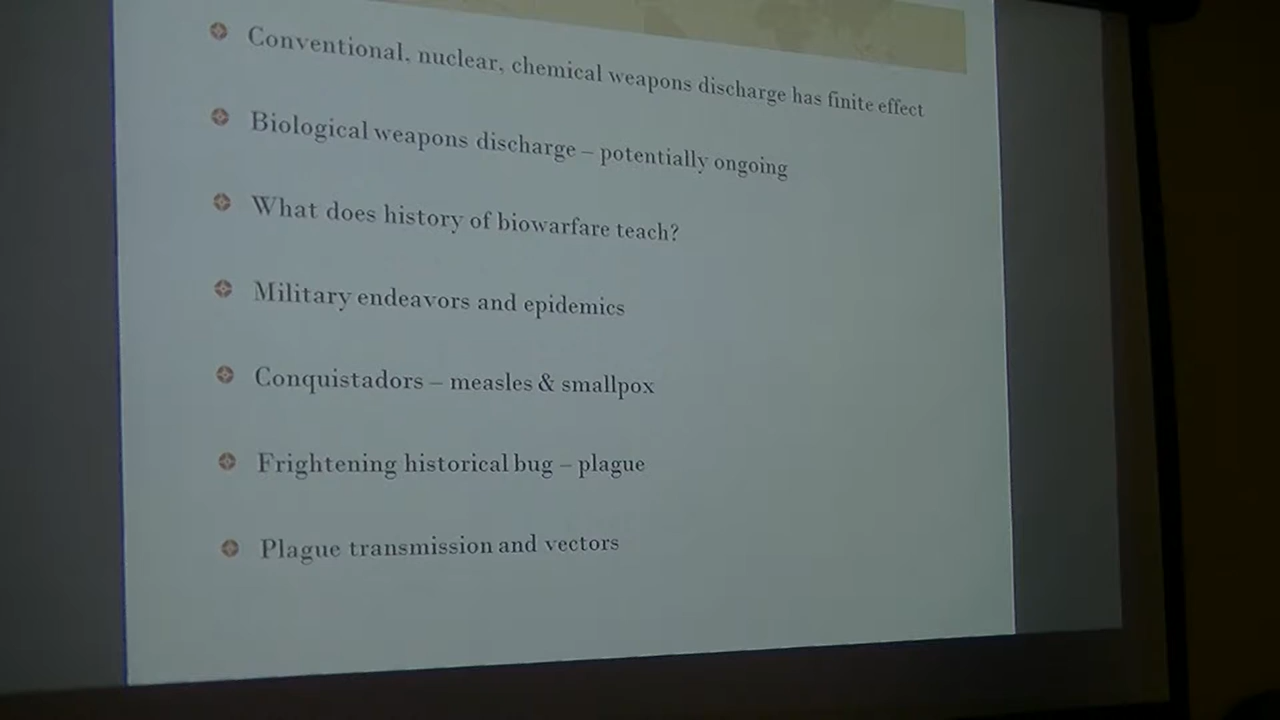 Conventional, nuclear, chemical weapons discharge has finite effect
Biological weapons discharge – potentially ongoing
What does history of biowarfare teach?
Military endeavors and epidemics
Conquistadors – measles & smallpox
Frightening historical bug – plague
Plague transmission and vectors